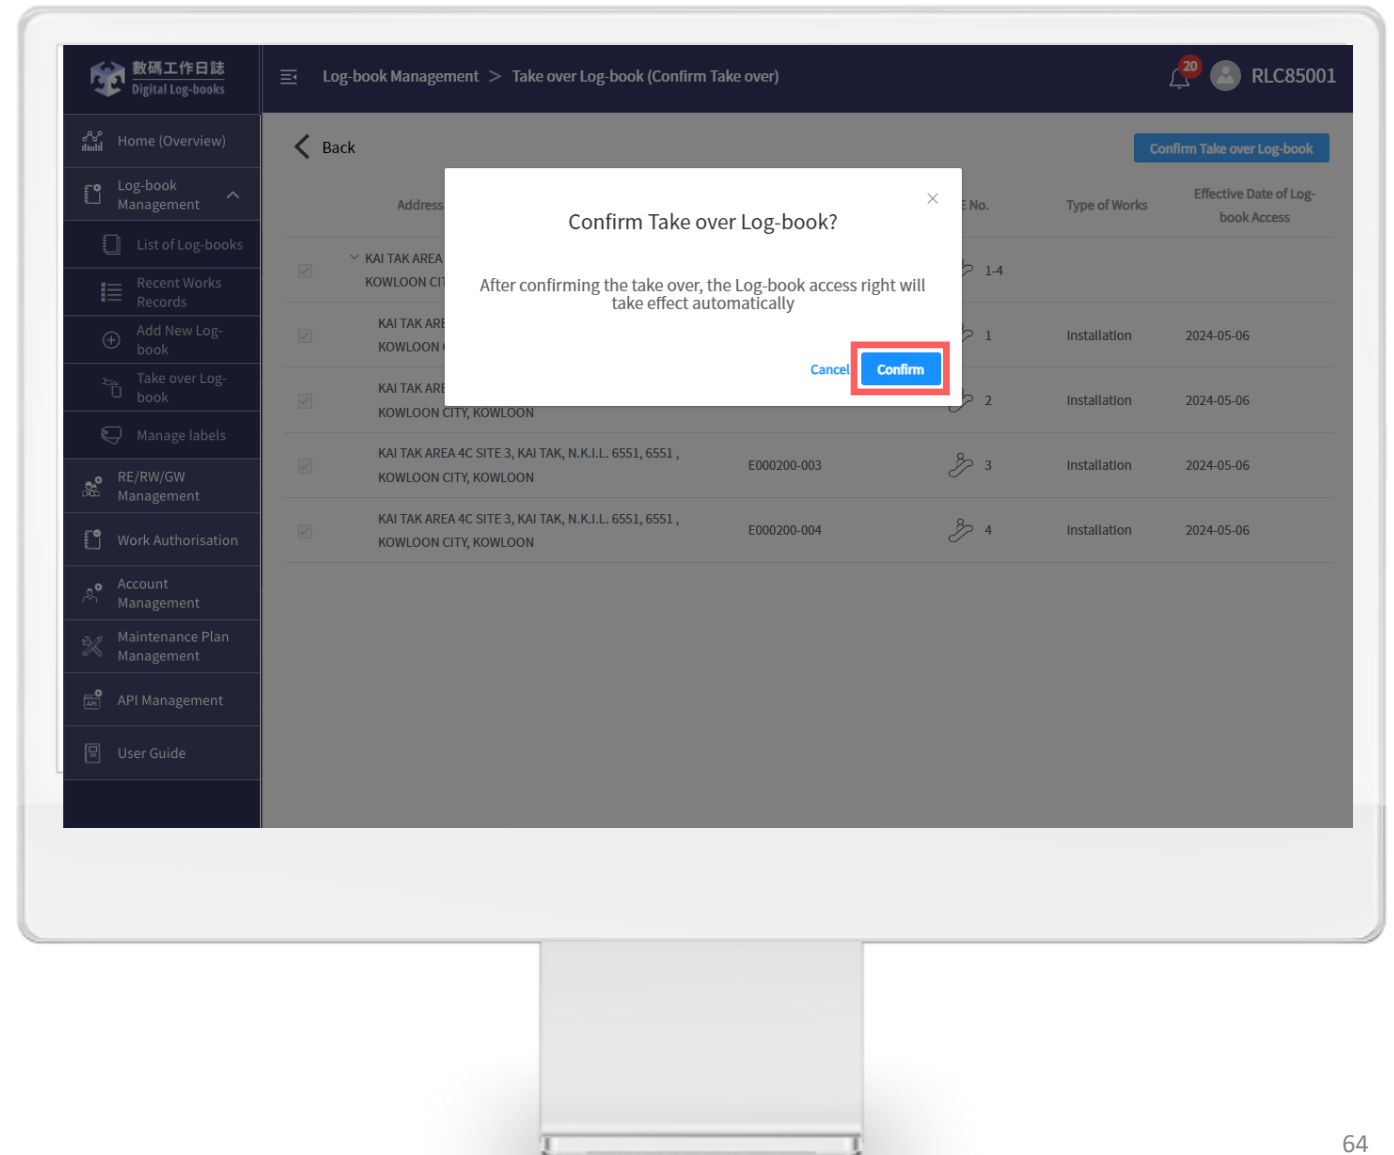 數碼工作日誌
Digital Log-books
Log-book Management > Take over Log-book (Confirm Take over)
20
RLC85001
Home (Overview)
Log-book
Management
List of Log-books
Recent Works
Records
Add New Log-
book
Take over Log-
book
Manage labels
RE/RW/GW
Management
Work Authorisation
Account
Management
Maintenance Plan
Management
API
API Management
User Guide
Back
Confirm Take over Log-book
Address
E No.
Type of Works
Effective Date of Log-
book Access
Confirm Take over Log-book?
After confirming the take over, the Log-book access right will
take effect automatically
Cancel
Confirm
KAI TAK AREA
KOWLOON
1-4
KAI TAK ARE
KOWLOON
1
Installation
2024-05-06
KAI TAK ARE
KOWLOON CITY, KOWLOON
2
Installation
2024-05-06
KAI TAK AREA 4C SITE 3, KAI TAK, N.K.I.L. 6551, 6551 ,
KOWLOON CITY, KOWLOON
E000200-003
3
Installation
2024-05-06
KAI TAK AREA 4C SITE 3, KAI TAK, N.K.I.L. 6551, 6551 ,
KOWLOON CITY, KOWLOON
E000200-004
4
Installation
2024-05-06
64